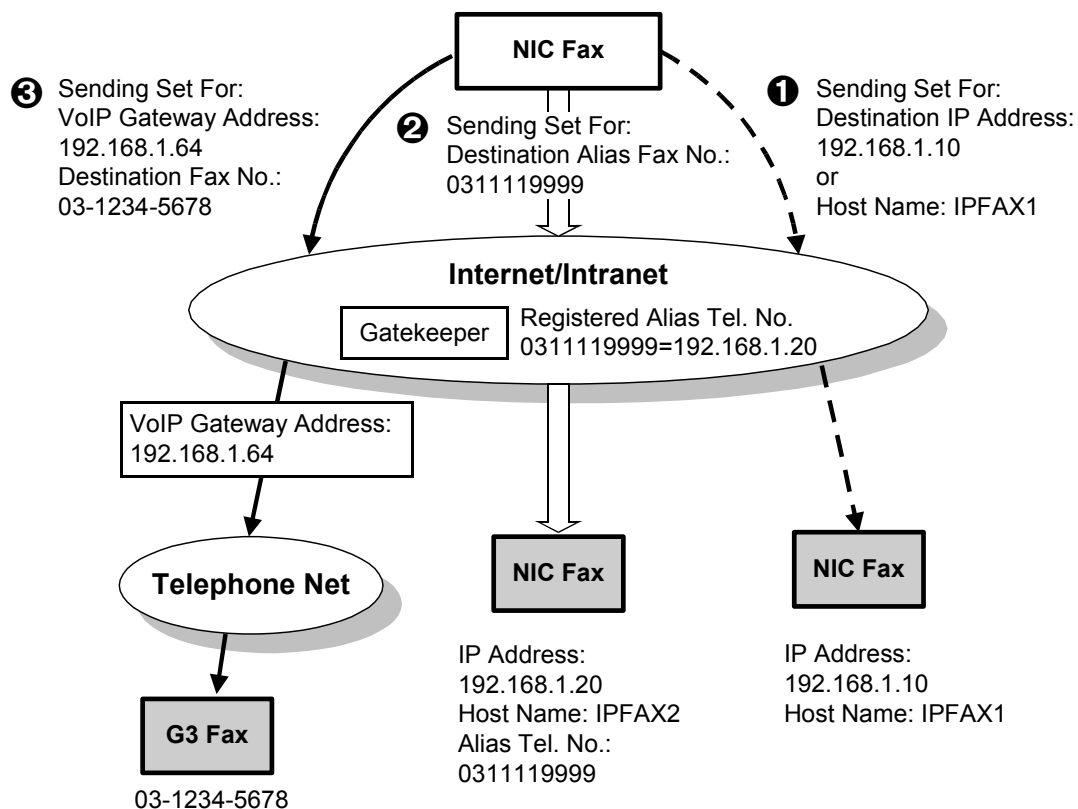 NIC Fax
❸ Sending Set For:
VoIP Gateway Address:
192.168.1.64
Destination Fax No.:
03-1234-5678
❷ Sending Set For:
Destination Alias Fax No.:
0311119999
❶ Sending Set For:
Destination IP Address:
192.168.1.10
or
Host Name: IPFAX1
Internet/Intranet
Gatekeeper
Registered Alias Tel. No.
0311119999=192.168.1.20
VoIP Gateway Address:
192.168.1.64
Telephone Net
G3 Fax
03-1234-5678
NIC Fax
IP Address:
192.168.1.20
Host Name: IPFAX2
Alias Tel. No.:
0311119999
NIC Fax
IP Address:
192.168.1.10
Host Name: IPFAX1